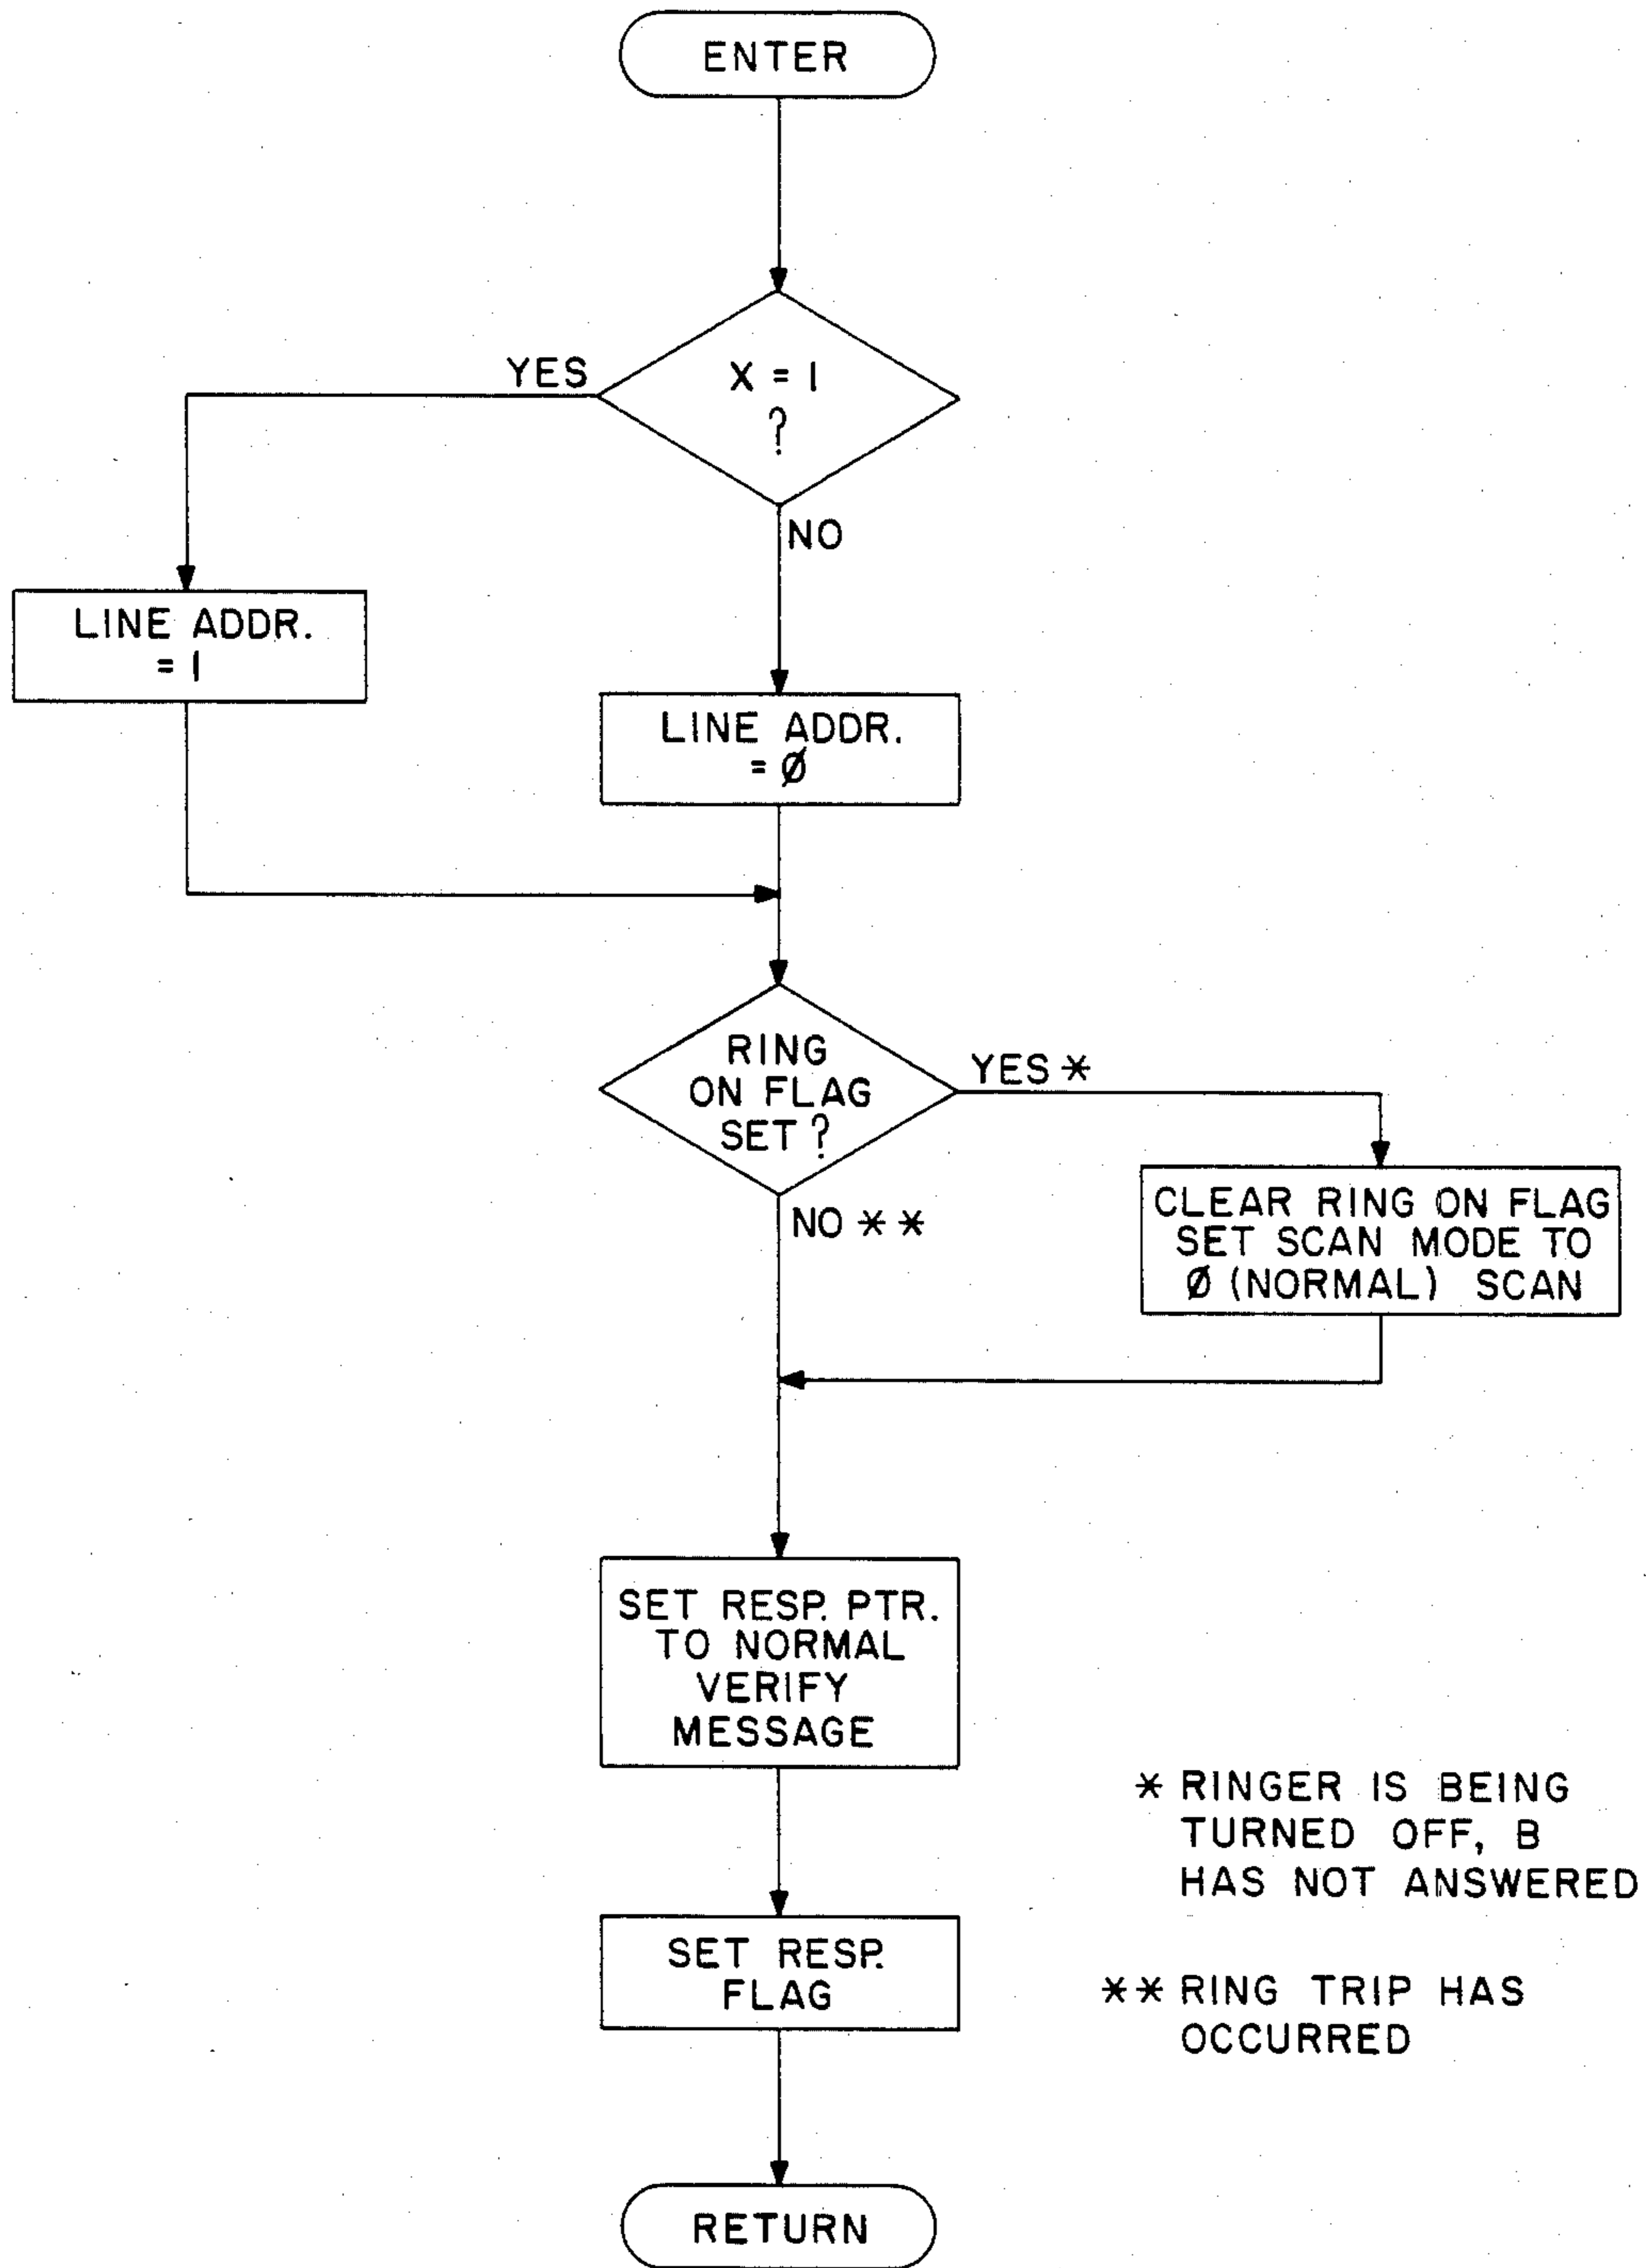 ENTER
X = 1
?
YES
NO
LINE ADDR.
= 1
LINE ADDR.
= Ø
RING
ON FLAG
SET ?
YES *
NO * *
CLEAR RING ON FLAG
SET SCAN MODE TO
Ø (NORMAL) SCAN
SET RESP. PTR.
TO NORMAL
VERIFY
MESSAGE
SET RESP.
FLAG
RETURN
* RINGER IS BEING
TURNED OFF, B
HAS NOT ANSWERED
** RING TRIP HAS
OCCURRED